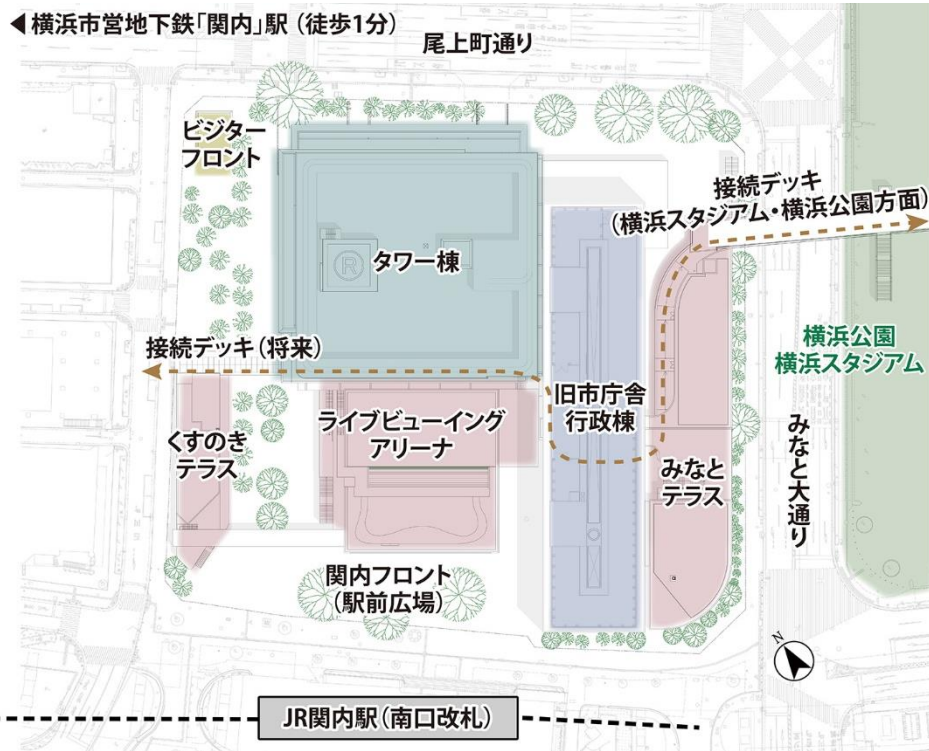 ◀横浜市営地下鉄「関内」駅（徒歩1分）
尾上町通り
ビジター
フロント
接続デッキ
（横浜スタジアム・横浜公園方面）
タワー棟
R
接続デッキ（将来）
横浜公園
横浜スタジアム
旧市庁舎
行政棟
ライブビューイング
アリーナ
くすのき
テラス
みなと
テラス
みなと大通り
関内フロント
（駅前広場）
N
JR関内駅（南口改札）